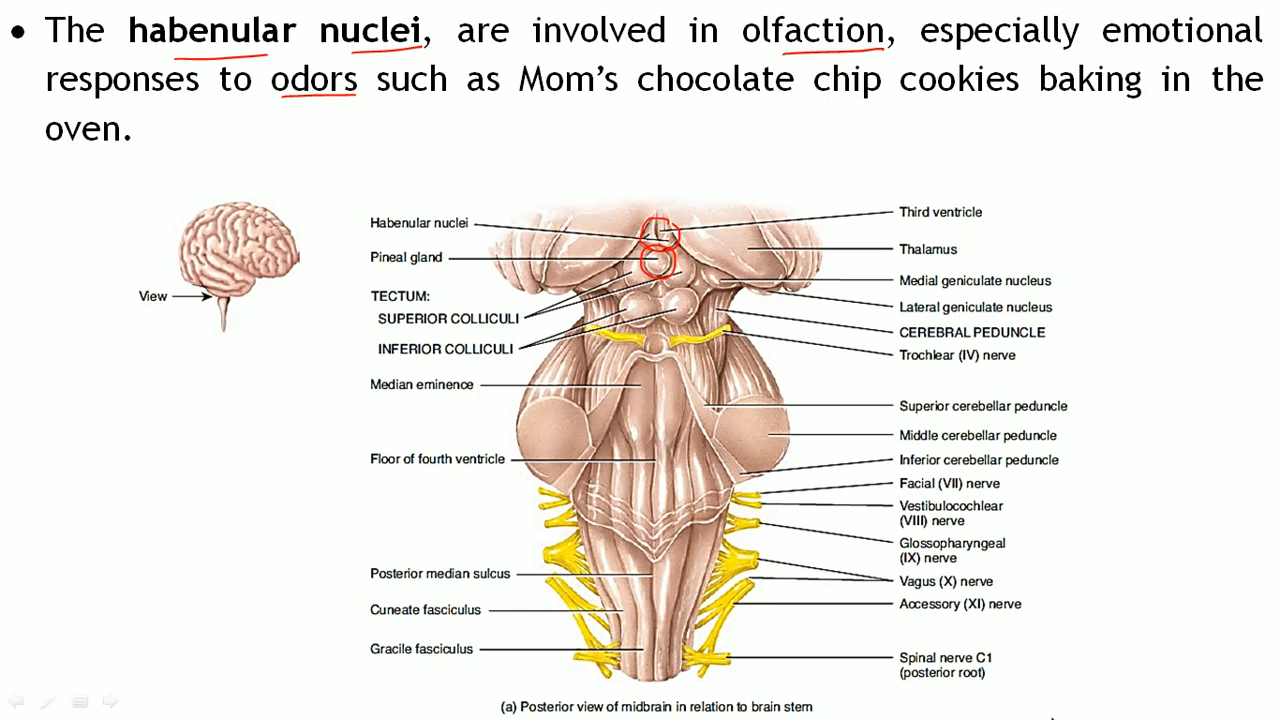 • The habenular nuclei, are involved in olfaction, especially emotional
responses to odors such as Mom’s chocolate chip cookies baking in the
oven.
View
Habenular nuclei
Pineal gland
TECTUM:
SUPERIOR COLLICULI
INFERIOR COLLICULI
Median eminence
Floor of fourth ventricle
Posterior median sulcus
Cuneate fasciculus
Gracile fasciculus
Third ventricle
Thalamus
Medial geniculate nucleus
Lateral geniculate nucleus
CEREBRAL PEDUNCLE
Trochlear (IV) nerve
Superior cerebellar peduncle
Middle cerebellar peduncle
Inferior cerebellar peduncle
Facial (VII) nerve
Vestibulocochlear
(VIII) nerve
Glossopharyngeal
(IX) nerve
Vagus (X) nerve
Accessory (XI) nerve
Spinal nerve C1
(posterior root)
(a) Posterior view of midbrain in relation to brain stem